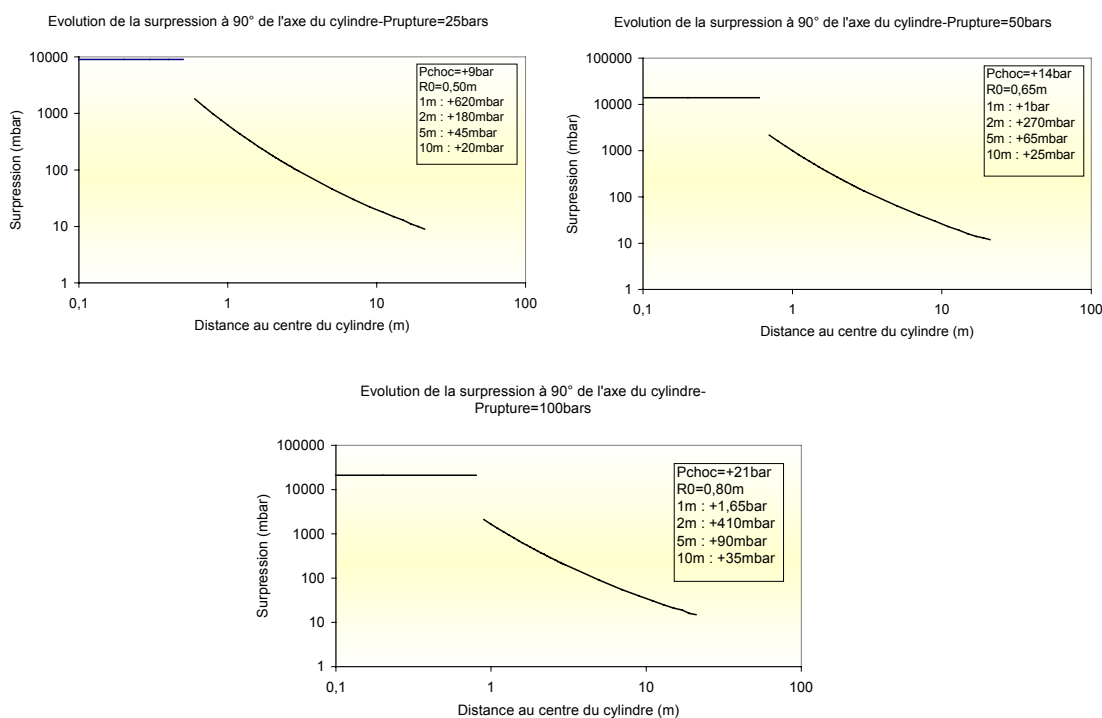 Evolution de la surpression à 90° de l'axe du cylindre-Prupture=25bars
Surpression (mbar)
10000
1000
100
10
1
0,1
1
10
100
Distance au centre du cylindre (m)
Pchoc=+9bar
R0=0,50m
1m : +620mbar
2m : +180mbar
5m : +45mbar
10m : +20mbar
Evolution de la surpression à 90° de l'axe du cylindre-Prupture=50bars
Surpression (mbar)
100000
10000
1000
100
10
1
0,1
1
10
100
Distance au centre du cylindre (m)
Pchoc=+14bar
R0=0,65m
1m : +1bar
2m : +270mbar
5m : +65mbar
10m : +25mbar
Evolution de la surpression à 90° de l'axe du cylindre-
Prupture=100bars
Surpression (mbar)
100000
10000
1000
100
10
1
0,1
1
10
100
Distance au centre du cylindre (m)
Pchoc=+21bar
R0=0,80m
1m : +1,65bar
2m : +410mbar
5m : +90mbar
10m : +35mbar